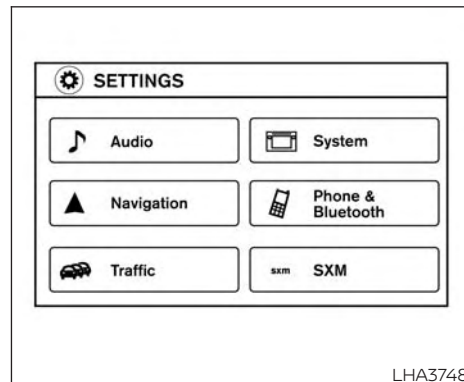 SETTINGS
Audio
System
Navigation
Phone &
Bluetooth
Traffic
sxm SXM
LHA3748